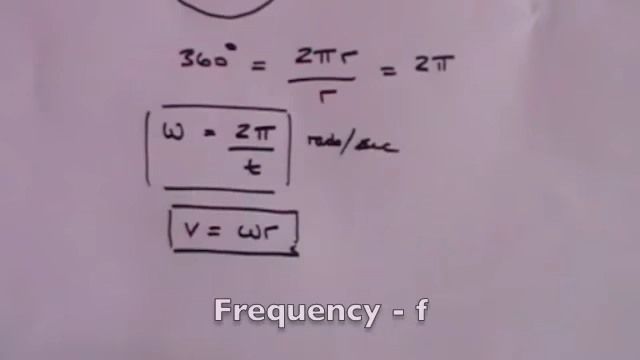 360° = 2πr / r = 2π
ω = 2π / t rads/sec
v = ωr
Frequency - f